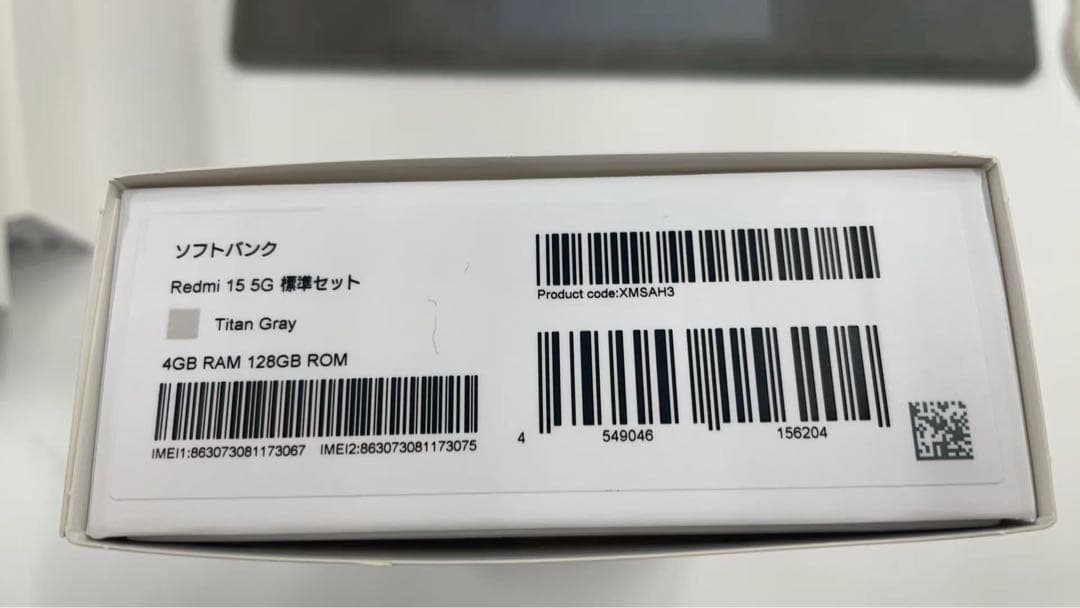 ソフトバンク
Redmi 15 5G 標準セット
Titan Gray
4GB RAM 128GB ROM
IMEI1:863073081173067 IMEI2:863073081173075
Product code:XMSAH3
4 549046 156204